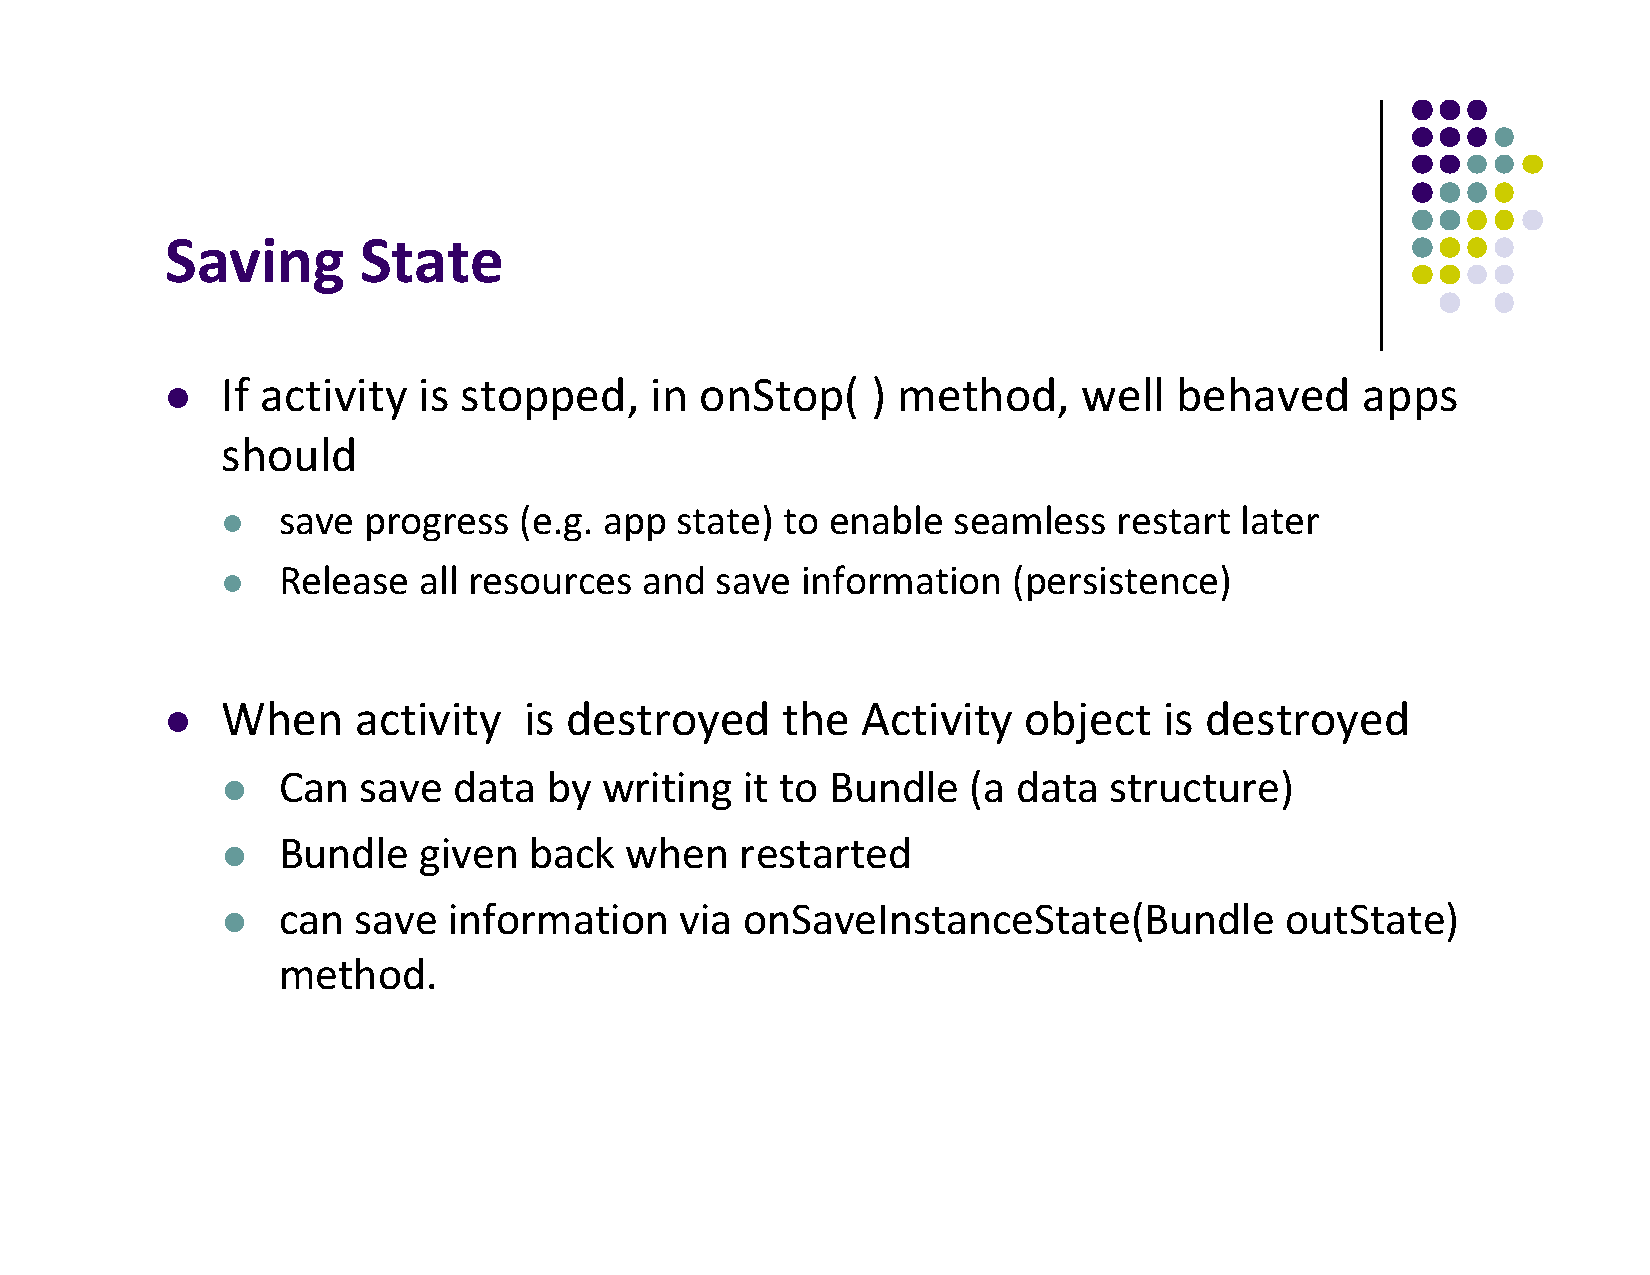 Saving State
If activity is stopped, in onStop( ) method, well behaved apps
should
save progress (e.g. app state) to enable seamless restart later
Release all resources and save information (persistence)
When activity is destroyed the Activity object is destroyed
Can save data by writing it to Bundle (a data structure)
Bundle given back when restarted
can save information via onSaveInstanceState(Bundle outState)
method.